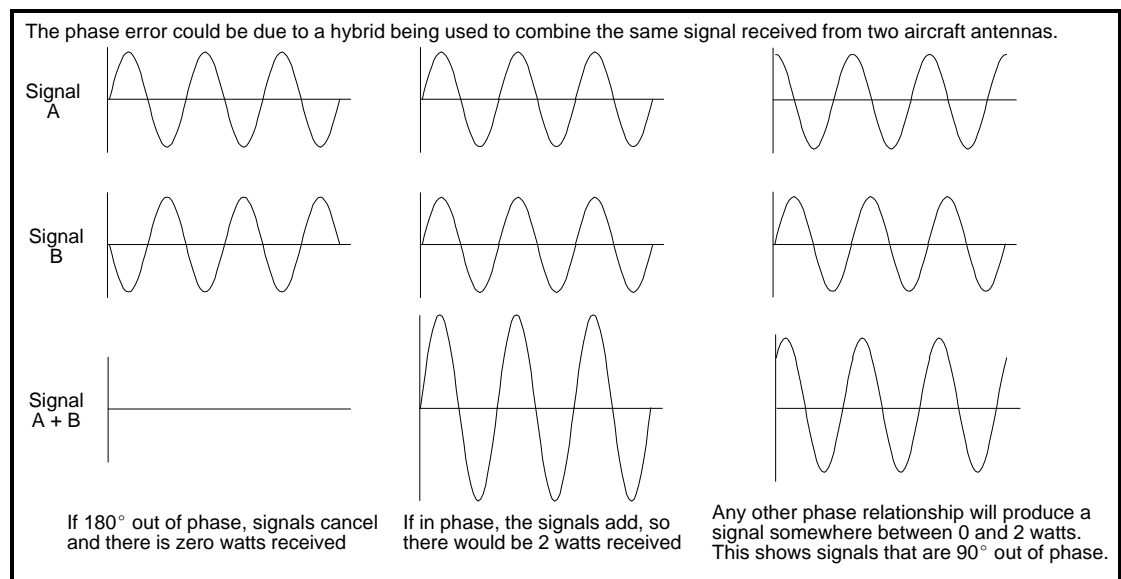 The phase error could be due to a hybrid being used to combine the same signal received from two aircraft antennas.
Signal
A
Signal
B
Signal
A + B
If 180° out of phase, signals cancel
and there is zero watts received
If in phase, the signals add, so
there would be 2 watts received
Any other phase relationship will produce a
signal somewhere between 0 and 2 watts.
This shows signals that are 90° out of phase.